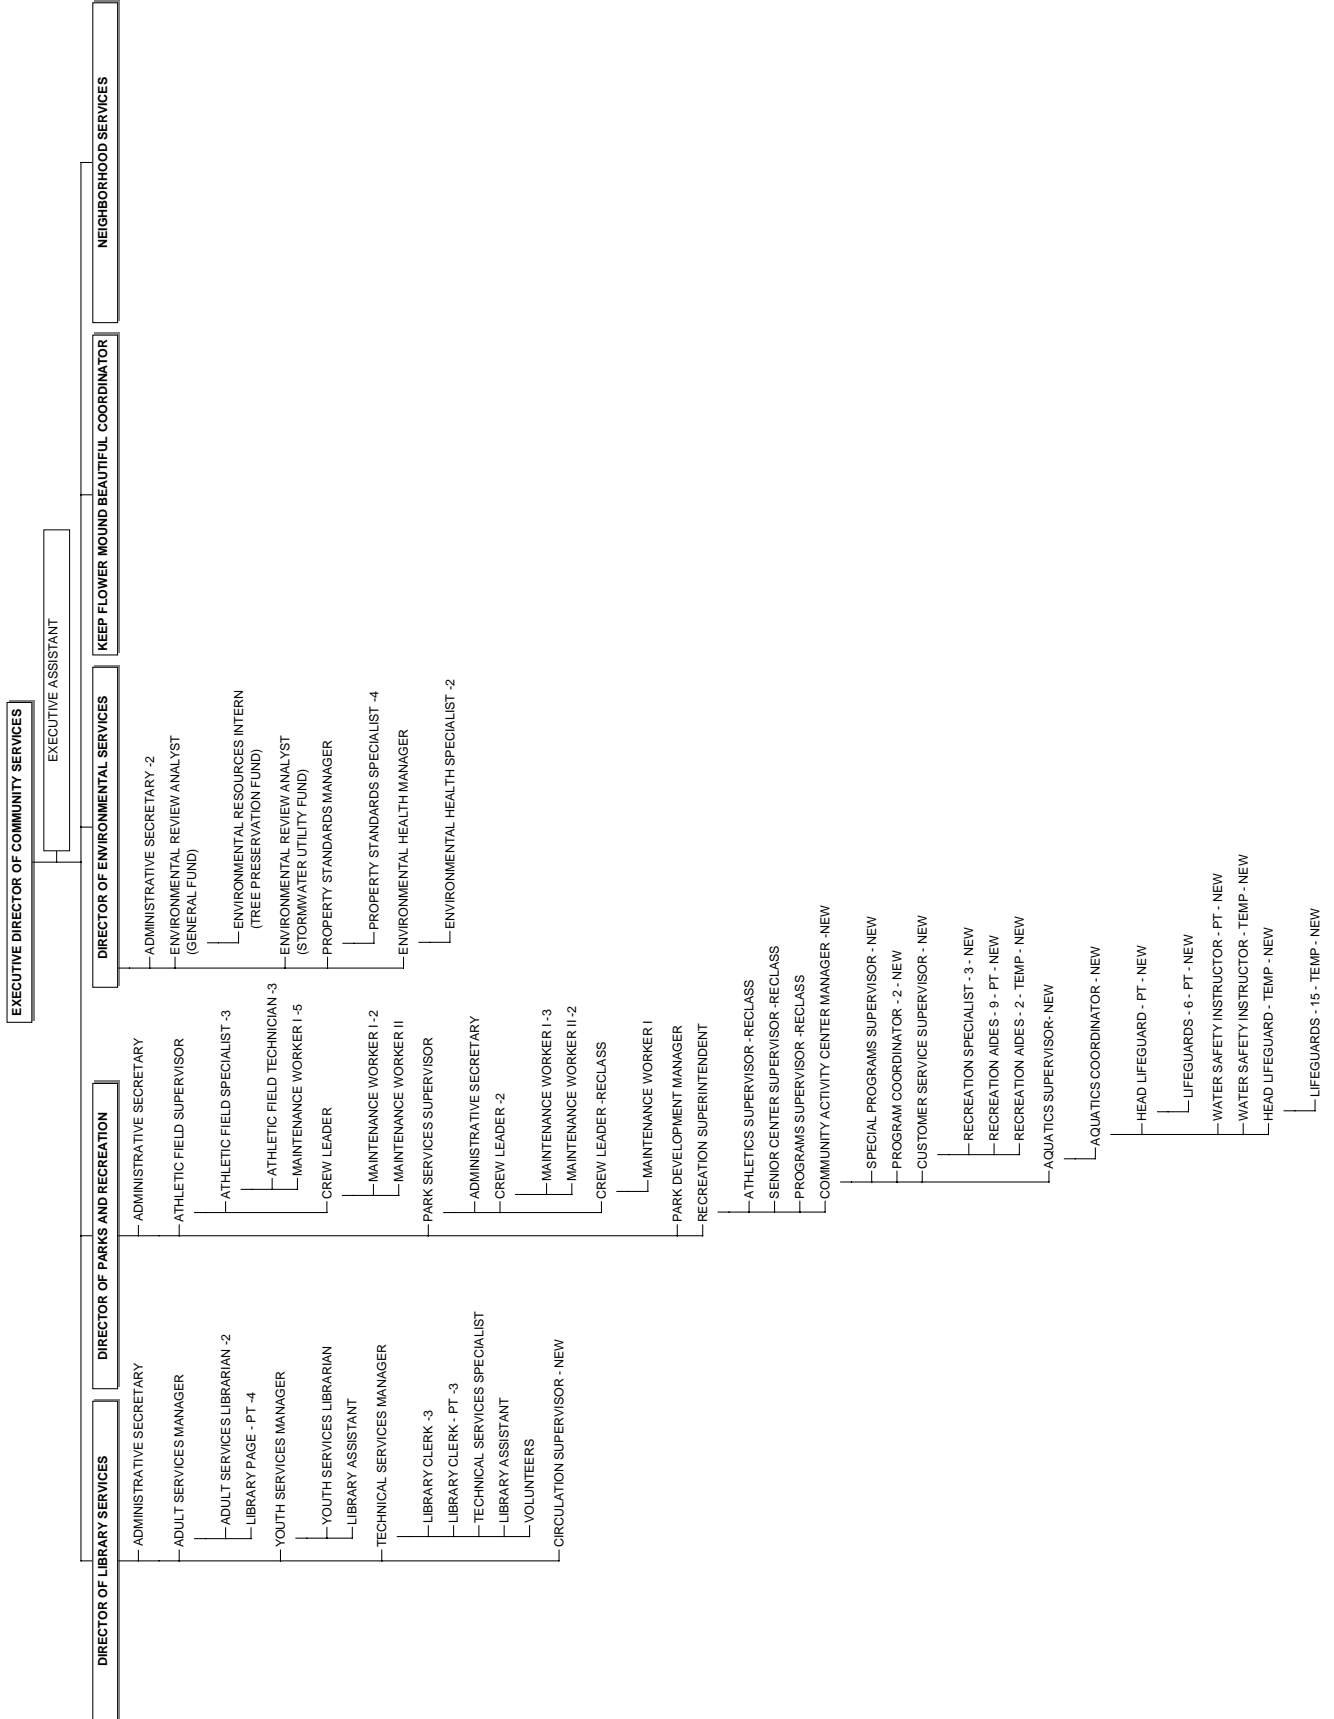 EXECUTIVE DIRECTOR OF COMMUNITY SERVICES
EXECUTIVE ASSISTANT
DIRECTOR OF LIBRARY SERVICES
ADMINISTRATIVE SECRETARY
ADULT SERVICES MANAGER
ADULT SERVICES LIBRARIAN -2
LIBRARY PAGE - PT -4
YOUTH SERVICES MANAGER
YOUTH SERVICES LIBRARIAN
LIBRARY ASSISTANT
TECHNICAL SERVICES MANAGER
LIBRARY CLERK -3
LIBRARY CLERK - PT -3
TECHNICAL SERVICES SPECIALIST
LIBRARY ASSISTANT
VOLUNTEERS
CIRCULATION SUPERVISOR - NEW
DIRECTOR OF PARKS AND RECREATION
ADMINISTRATIVE SECRETARY
ATHLETIC FIELD SUPERVISOR
ATHLETIC FIELD SPECIALIST -3
ATHLETIC FIELD TECHNICIAN -3
MAINTENANCE WORKER I -5
CREW LEADER
MAINTENANCE WORKER I -2
MAINTENANCE WORKER II
PARK SERVICES SUPERVISOR
ADMINISTRATIVE SECRETARY
CREW LEADER -2
MAINTENANCE WORKER I -3
MAINTENANCE WORKER II -2
CREW LEADER -RECLASS
MAINTENANCE WORKER I
PARK DEVELOPMENT MANAGER
RECREATION SUPERINTENDENT
ATHLETICS SUPERVISOR -RECLASS
SENIOR CENTER SUPERVISOR -RECLASS
PROGRAMS SUPERVISOR -RECLASS
COMMUNITY ACTIVITY CENTER MANAGER -NEW
SPECIAL PROGRAMS SUPERVISOR - NEW
PROGRAM COORDINATOR - 2 - NEW
CUSTOMER SERVICE SUPERVISOR - NEW
RECREATION SPECIALIST - 3 - NEW
RECREATION AIDES - 9 - PT - NEW
RECREATION AIDES - 2 - TEMP - NEW
AQUATICS SUPERVISOR- NEW
AQUATICS COORDINATOR - NEW
HEAD LIFEGUARD - PT - NEW
LIFEGUARDS - 6 - PT - NEW
WATER SAFETY INSTRUCTOR - PT - NEW
WATER SAFETY INSTRUCTOR - TEMP - NEW
HEAD LIFEGUARD - TEMP - NEW
LIFEGUARDS - 15 - TEMP - NEW
DIRECTOR OF ENVIRONMENTAL SERVICES
ADMINISTRATIVE SECRETARY -2
ENVIRONMENTAL REVIEW ANALYST
(GENERAL FUND)
ENVIRONMENTAL RESOURCES INTERN
(TREE PRESERVATION FUND)
ENVIRONMENTAL REVIEW ANALYST
(STORMWATER UTILITY FUND)
PROPERTY STANDARDS MANAGER
PROPERTY STANDARDS SPECIALIST -4
ENVIRONMENTAL HEALTH MANAGER
ENVIRONMENTAL HEALTH SPECIALIST -2
KEEP FLOWER MOUND BEAUTIFUL COORDINATOR
NEIGHBORHOOD SERVICES